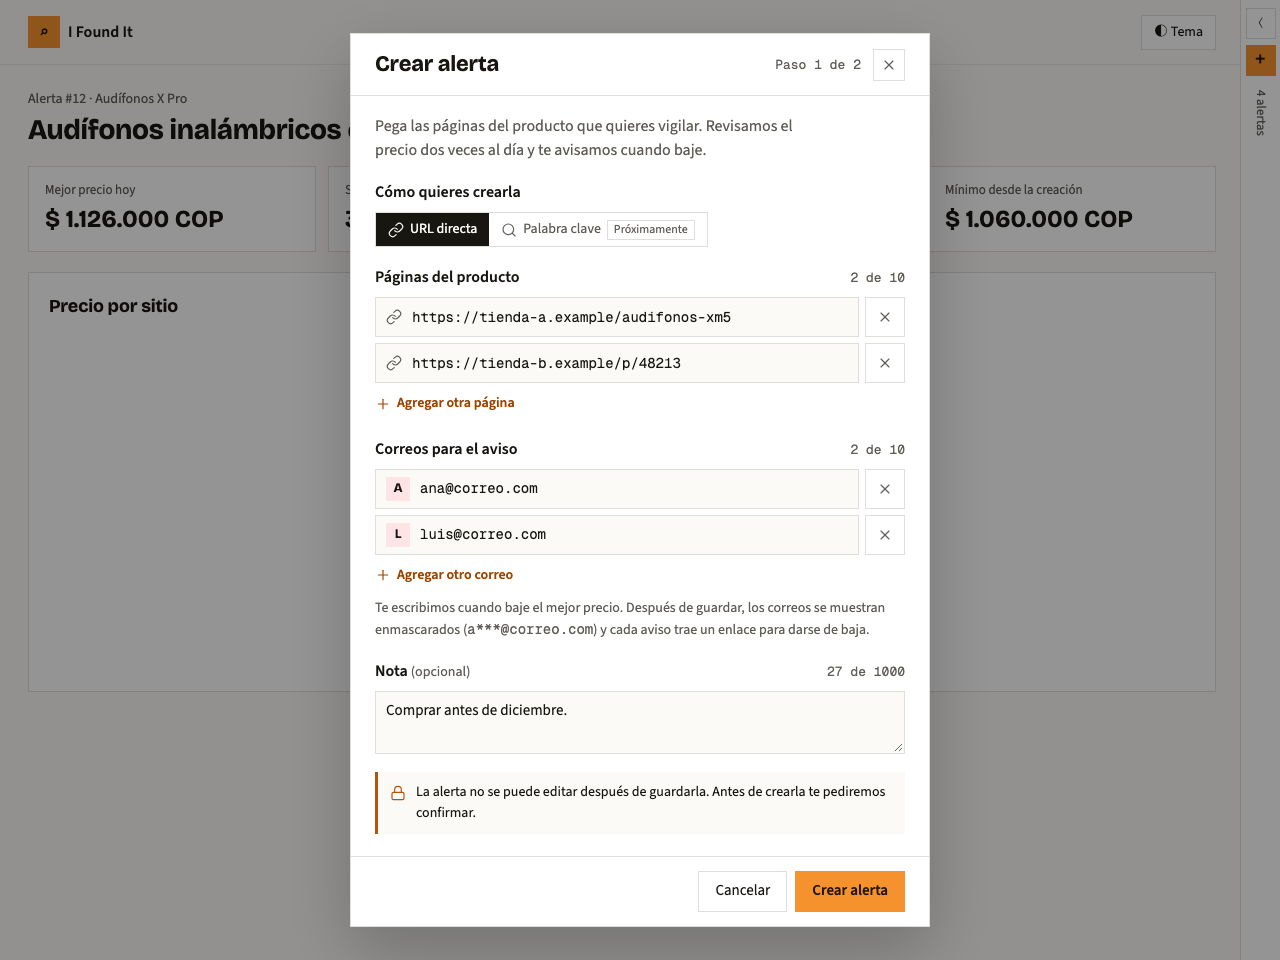 I Found It
Tema
4 alertas
Alerta #12 · Audífonos X Pro
Audífonos inalámbricos
Mejor precio hoy
$ 1.126.000 COP
Mínimo desde la creación
$ 1.060.000 COP
Precio por sitio
Crear alerta
Paso 1 de 2
Pega las páginas del producto que quieres vigilar. Revisamos el
precio dos veces al día y te avisamos cuando baje.
Cómo quieres crearla
URL directa
Palabra clave
Próximamente
Páginas del producto
2 de 10
https://tienda-a.example/audifonos-xm5
https://tienda-b.example/p/48213
Agregar otra página
Correos para el aviso
2 de 10
A ana@correo.com
L luis@correo.com
Agregar otro correo
Te escribimos cuando baje el mejor precio. Después de guardar, los correos se muestran
enmascarados (a***@correo.com) y cada aviso trae un enlace para darse de baja.
Nota (opcional)
27 de 1000
Comprar antes de diciembre.
La alerta no se puede editar después de guardarla. Antes de crearla te pediremos
confirmar.
Cancelar
Crear alerta